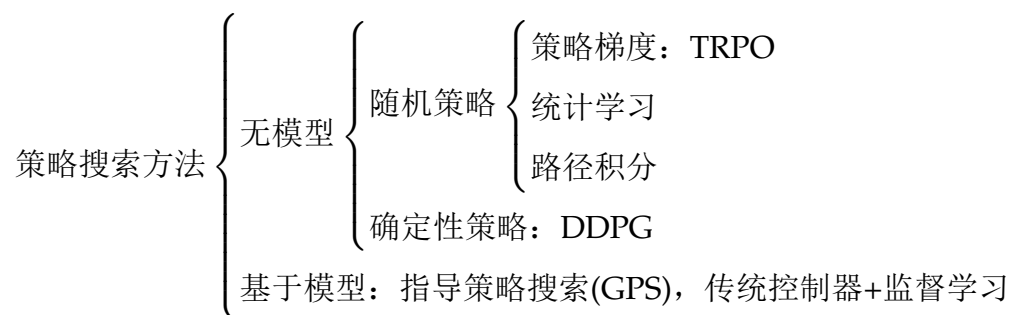 策略搜索方法
无模型
随机策略
策略梯度：TRPO
统计学习
路径积分
确定性策略：DDPG
基于模型：指导策略搜索(GPS)，传统控制器+监督学习